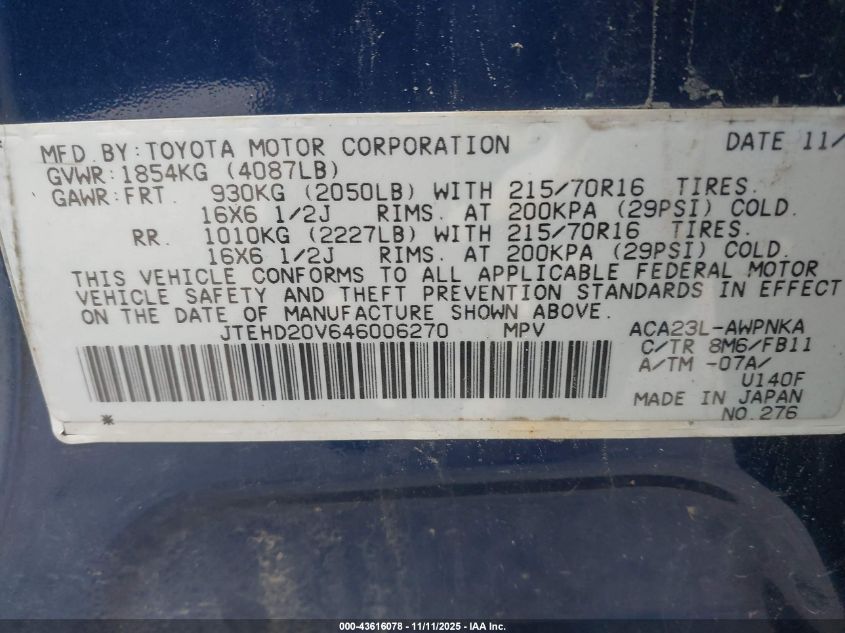 MFD. BY: TOYOTA MOTOR CORPORATION DATE 11/
GVWR: 1854KG (4087LB)
GAWR: FRT. 930KG (2050LB) WITH 215/70R16 TIRES.
16X6 1/2J RIMS. AT 200KPA (29PSI) COLD.
RR. 1010KG (2227LB) WITH 215/70R16 TIRES.
16X6 1/2J RIMS. AT 200KPA (29PSI) COLD.
THIS VEHICLE CONFORMS TO ALL APPLICABLE FEDERAL MOTOR
VEHICLE SAFETY AND THEFT PREVENTION STANDARDS IN EFFECT
ON THE DATE OF MANUFACTURE SHOWN ABOVE.
JTEHD20V646006270 MPV ACA23L-AWPNKA
C/TR 8M6/FB11
A/TM -07A/
U140F
MADE IN JAPAN
* NO.276
000-43616078 - 11/11/2025 - IAA Inc.